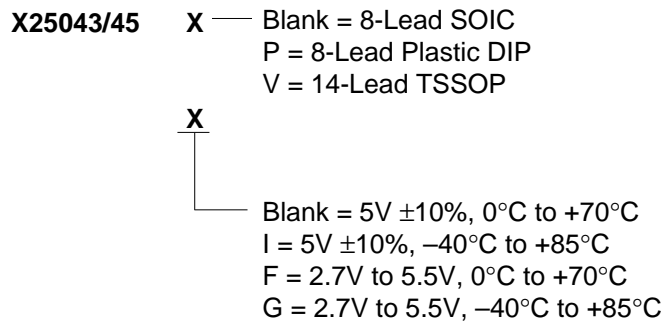 X25043/45 X Blank = 8-Lead SOIC
P = 8-Lead Plastic DIP
V = 14-Lead TSSOP
X
Blank = 5V ±10%, 0°C to +70°C
I = 5V ±10%, –40°C to +85°C
F = 2.7V to 5.5V, 0°C to +70°C
G = 2.7V to 5.5V, –40°C to +85°C